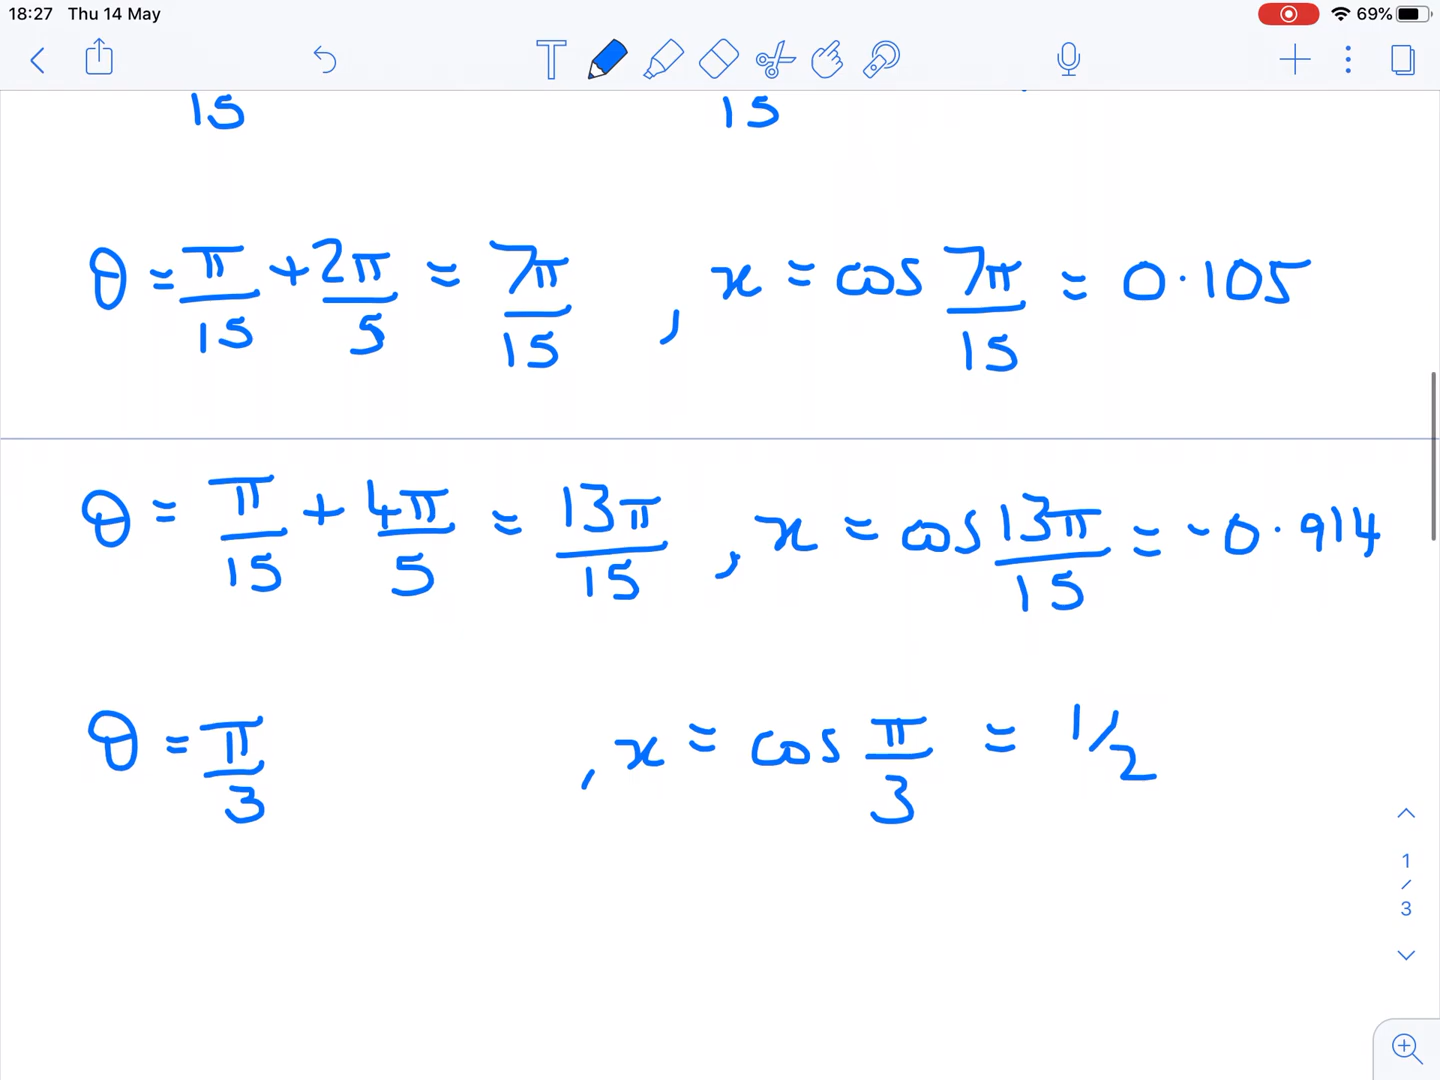 18:27 Thu 14 May 69%
T
15 15
θ = π/15 + 2π/5 = 7π/15 , x = cos 7π/15 = 0.105
θ = π/15 + 4π/5 = 13π/15 , x = cos 13π/15 = -0.914
θ = π/3 , x = cos π/3 = 1/2
1
/
3